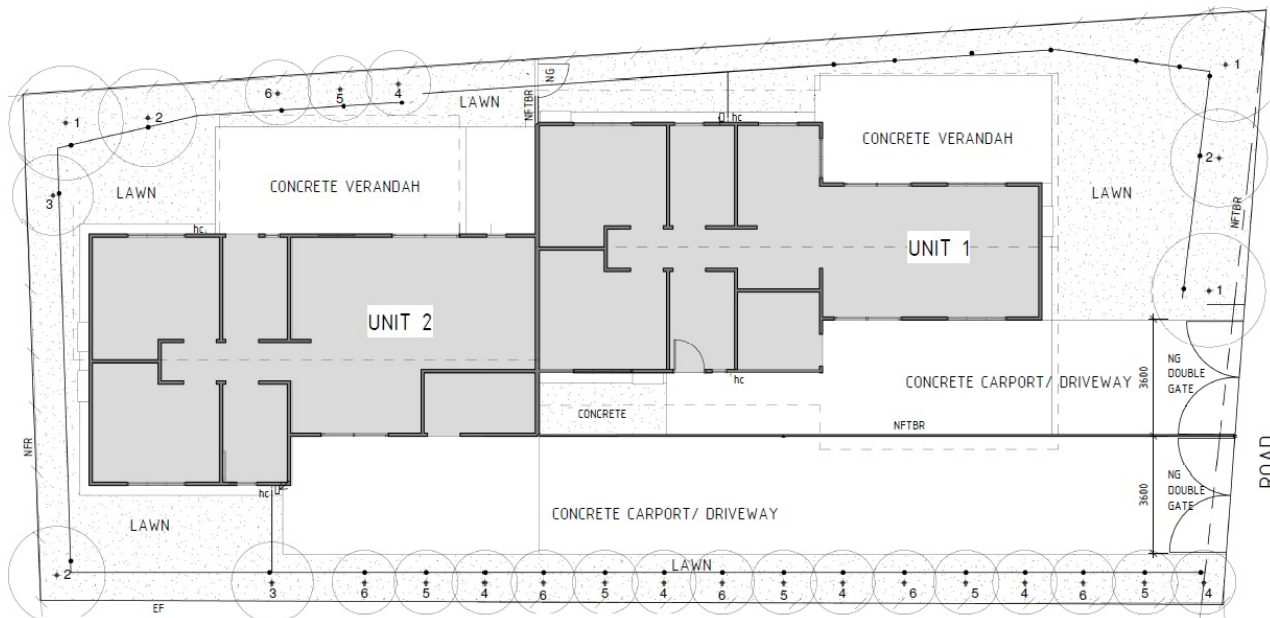 1
2
6
5
4
NG
1
LAWN
NFTBR
hc
CONCRETE VERANDAH
2
3
LAWN
CONCRETE VERANDAH
LAWN
NFTBR
hc.
UNIT 1
1
UNIT 2
NG
DOUBLE
GATE
3600
CONCRETE CARPORT/ DRIVEWAY
hc
CONCRETE
NFTBR
NFR
ROAD
NG
DOUBLE
GATE
3600
hc
LAWN
CONCRETE CARPORT/ DRIVEWAY
LAWN
2
3
6
5
4
6
5
4
6
5
4
6
5
4
6
5
4
EF